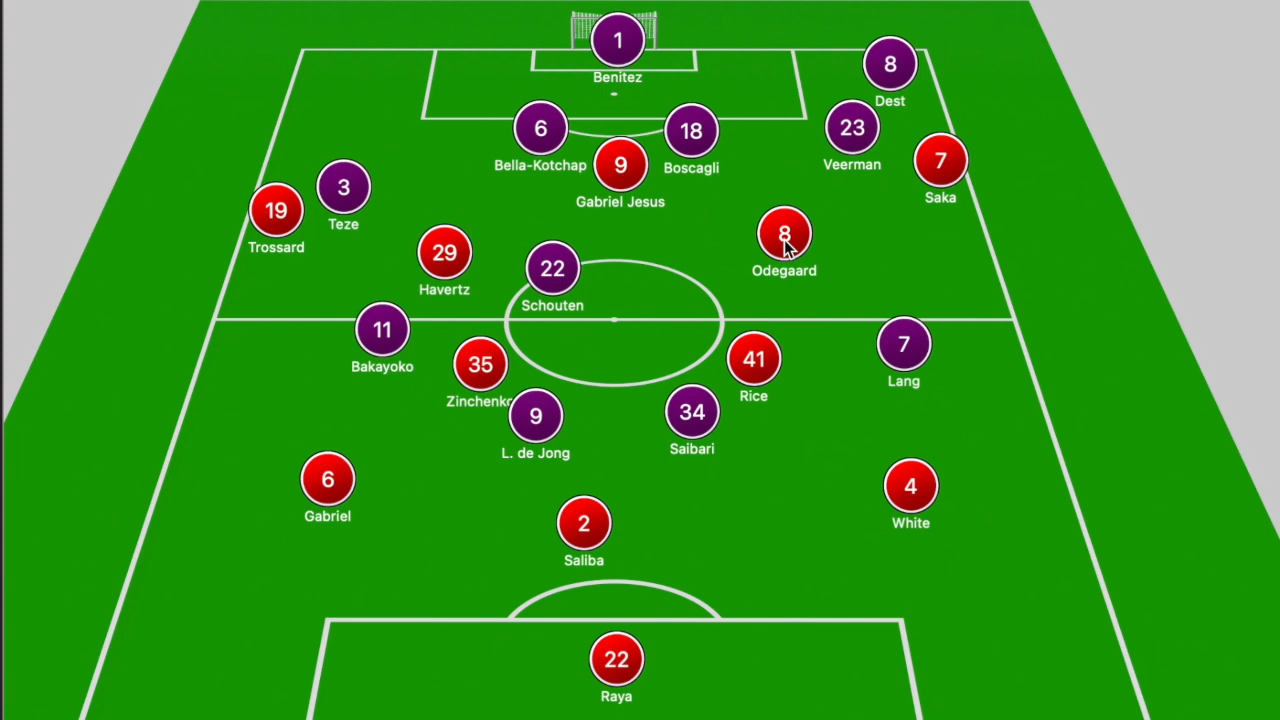 1
Benitez
8
Dest
6
Bella-Kotchap
18
Boscagli
23
Veerman
9
Gabriel Jesus
7
Saka
3
Teze
19
Trossard
8
Odegaard
29
Havertz
22
Schouten
11
Bakayoko
7
Lang
35
Zinchenko
41
Rice
9
L. de Jong
34
Saibari
6
Gabriel
4
White
2
Saliba
22
Raya